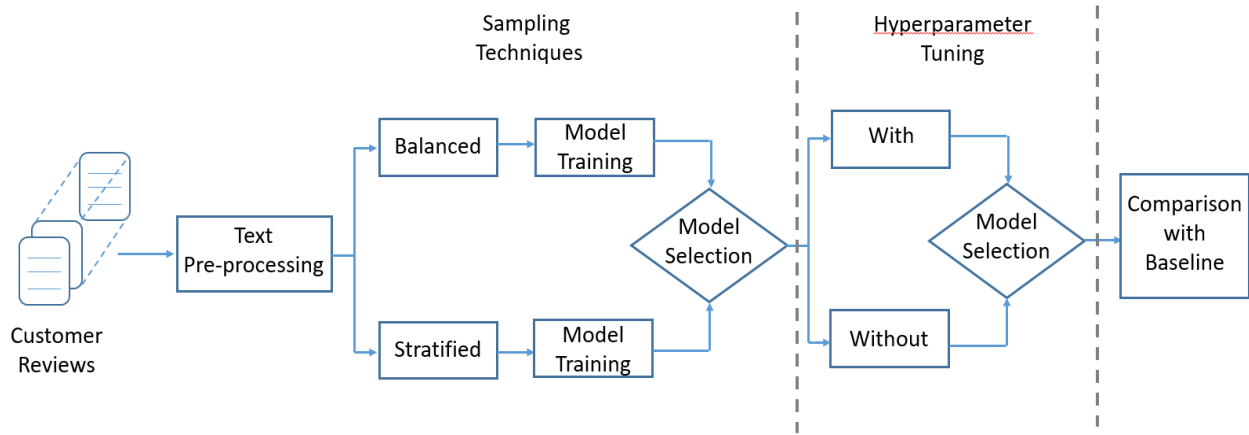 Sampling
Techniques
Hyperparameter
Tuning
Customer
Reviews
Text
Pre-processing
Balanced
Model
Training
Stratified
Model
Training
Model
Selection
With
Without
Model
Selection
Comparison
with
Baseline